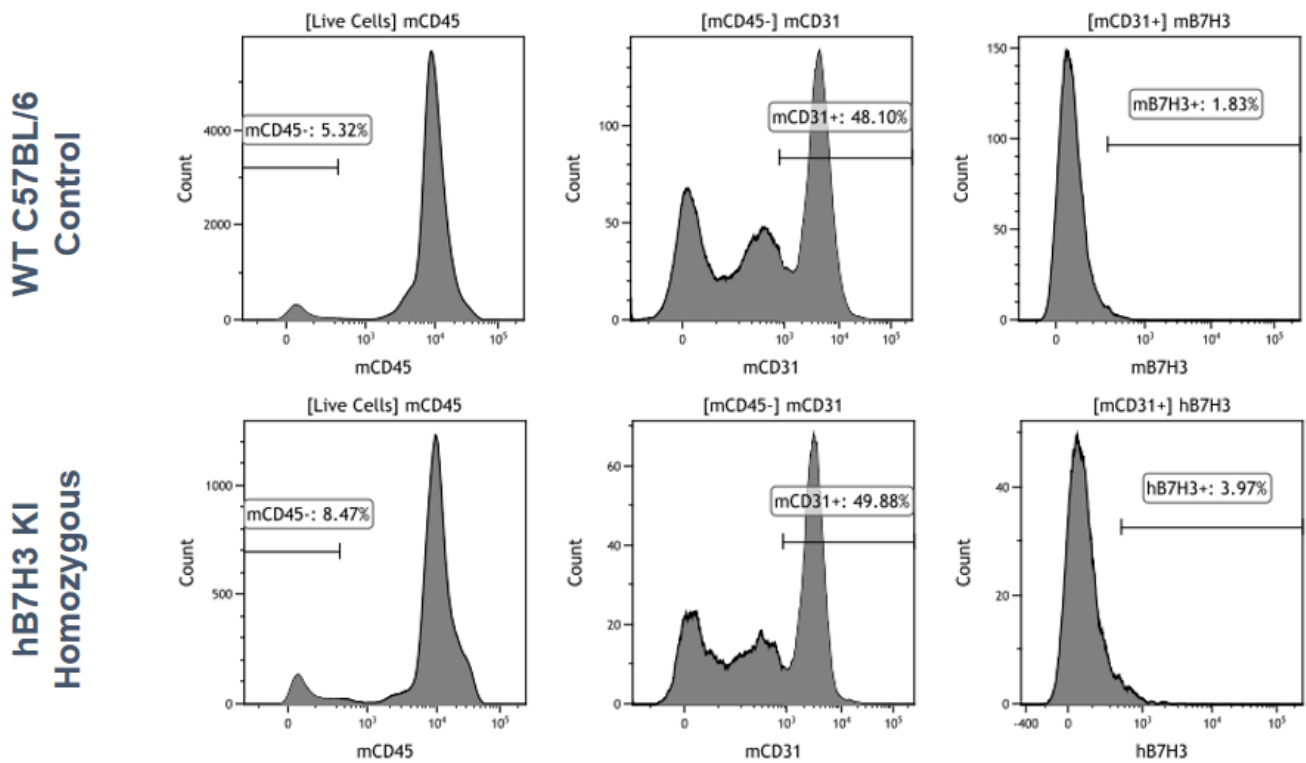 WT C57BL/6
Control
[Live Cells] mCD45
Count
4000
2000
0
mCD45-: 5.32%
0 10³ 10⁴ 10⁵
mCD45
[mCD45-] mCD31
Count
100
50
0
mCD31+: 48.10%
0 10³ 10⁴ 10⁵
mCD31
[mCD31+] mB7H3
Count
150
100
50
0
mB7H3+: 1.83%
0 10³ 10⁴ 10⁵
mB7H3
hB7H3 KI
Homozygous
[Live Cells] mCD45
Count
1000
500
0
mCD45-: 8.47%
0 10³ 10⁴ 10⁵
mCD45
[mCD45-] mCD31
Count
60
40
20
0
mCD31+: 49.88%
0 10³ 10⁴ 10⁵
mCD31
[mCD31+] hB7H3
Count
40
20
0
hB7H3+: 3.97%
-400 0 10³ 10⁴ 10⁵
hB7H3